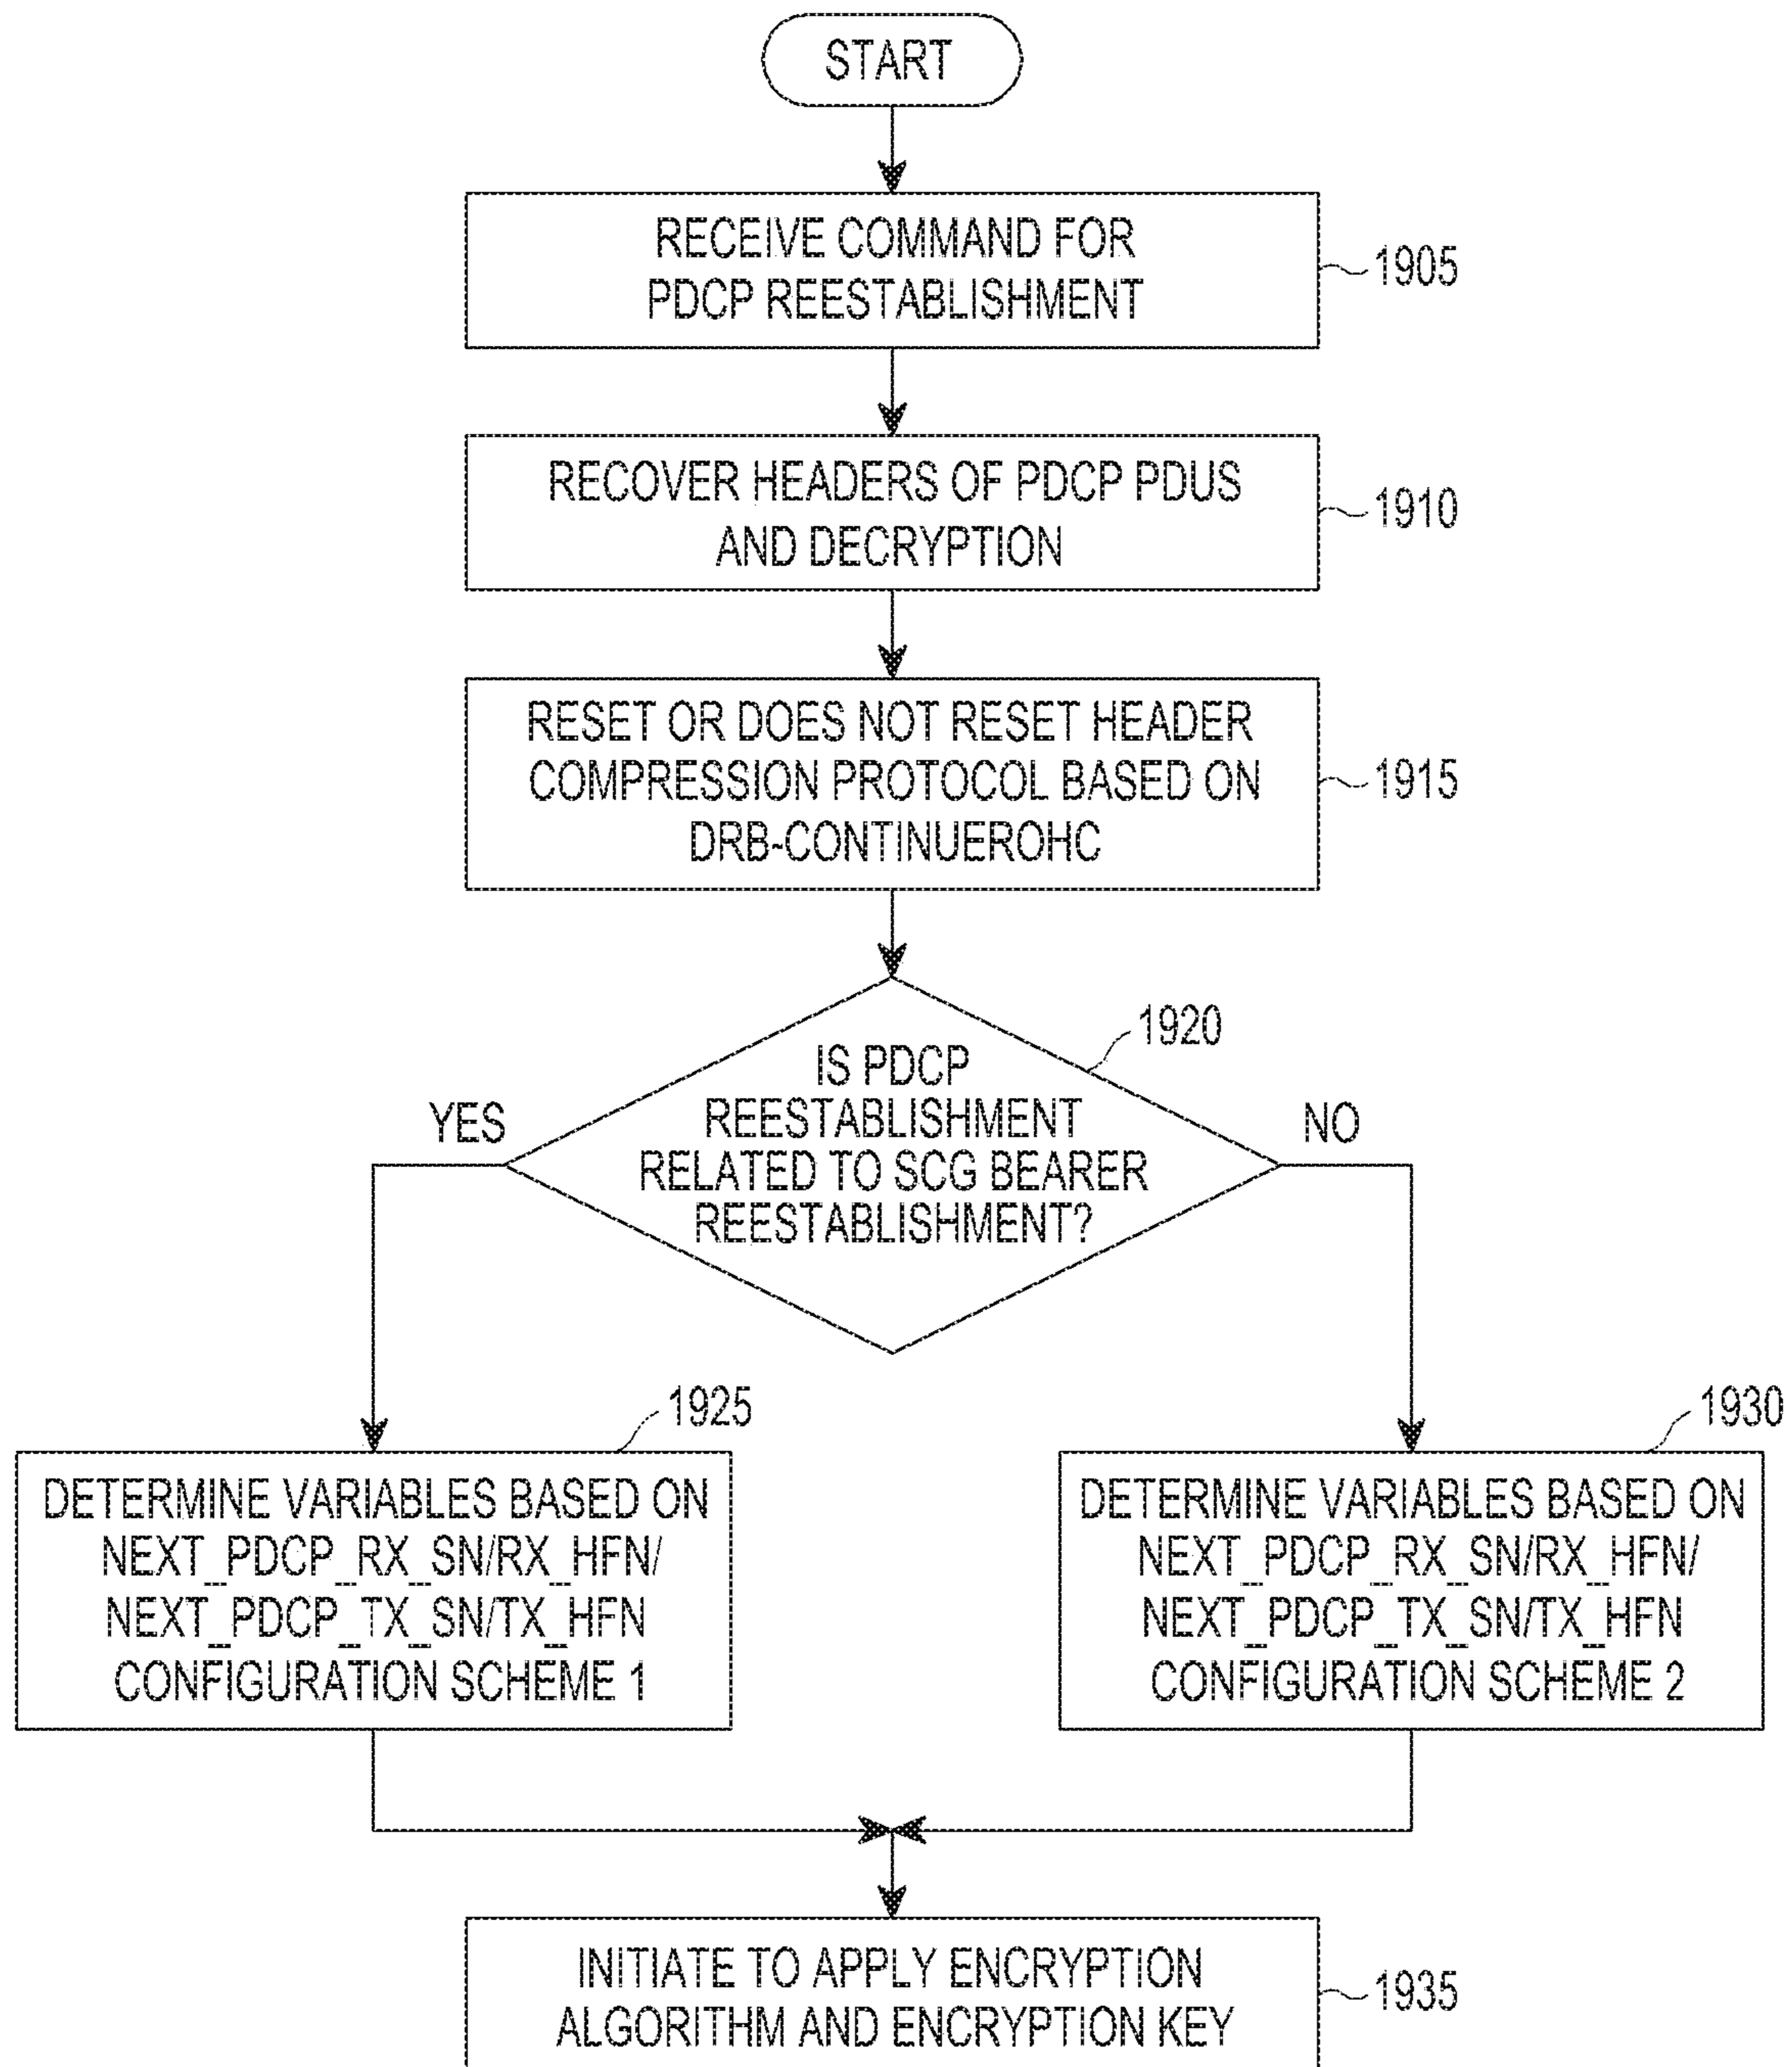 START
RECEIVE COMMAND FOR
PDCP REESTABLISHMENT
1905
RECOVER HEADERS OF PDCP PDUS
AND DECRYPTION
1910
RESET OR DOES NOT RESET HEADER
COMPRESSION PROTOCOL BASED ON
DRB-CONTINUEROHC
1915
1920
IS PDCP
REESTABLISHMENT
RELATED TO SCG BEARER
REESTABLISHMENT?
YES
NO
1925
DETERMINE VARIABLES BASED ON
NEXT_PDCP_RX_SN/RX_HFN/
NEXT_PDCP_TX_SN/TX_HFN
CONFIGURATION SCHEME 1
1930
DETERMINE VARIABLES BASED ON
NEXT_PDCP_RX_SN/RX_HFN/
NEXT_PDCP_TX_SN/TX_HFN
CONFIGURATION SCHEME 2
INITIATE TO APPLY ENCRYPTION
ALGORITHM AND ENCRYPTION KEY
1935